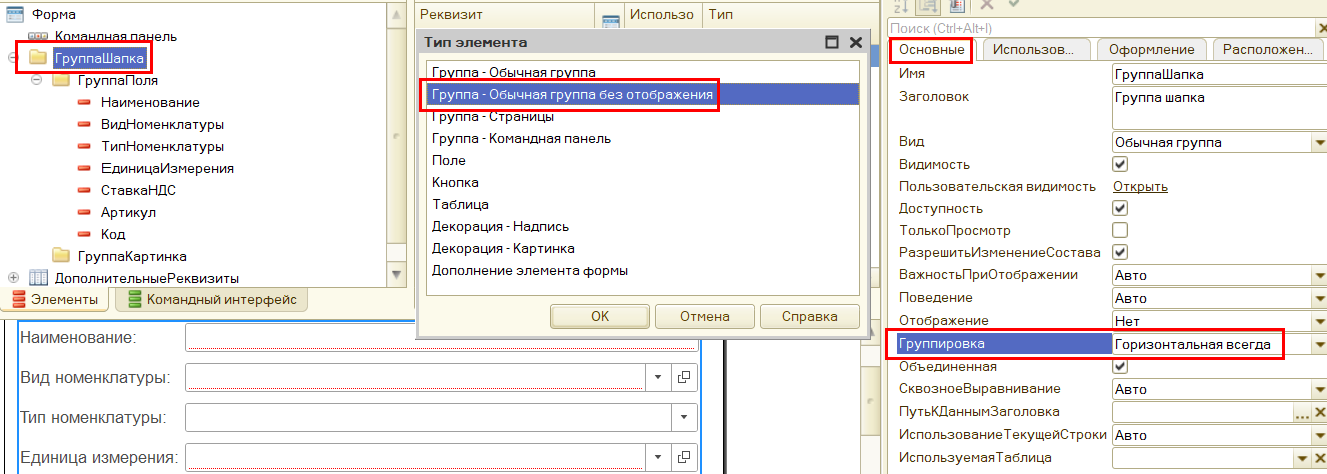 Форма
Командная панель
ГруппаШапка
ГруппаПоля
Наименование
ВидНоменклатуры
ТипНоменклатуры
ЕдиницаИзмерения
СтавкаНДС
Артикул
Код
ГруппаКартинка
ДополнительныеРеквизиты
Элементы
Командный интерфейс
Наименование:
Вид номенклатуры:
Тип номенклатуры:
Единица измерения:
Реквизит Использо Тип
Тип элемента
Группа - Обычная группа
Группа - Обычная группа без отображения
Группа - Страницы
Группа - Командная панель
Поле
Кнопка
Таблица
Декорация - Надпись
Декорация - Картинка
Дополнение элемента формы
ОК Отмена Справка
Поиск (Ctrl+Alt+I)
Основные Использов... Оформление Расположен...
Имя ГруппаШапка
Заголовок Группа шапка
Вид Обычная группа
Видимость
Пользовательская видимость Открыть
Доступность
ТолькоПросмотр
РазрешитьИзменениеСостава
ВажностьПриОтображении Авто
Поведение Авто
Отображение Нет
Группировка Горизонтальная всегда
Объединенная
СквозноеВыравнивание Авто
ПутьКДаннымЗаголовка ...
ИспользованиеТекущейСтроки Авто
ИспользуемаяТаблица